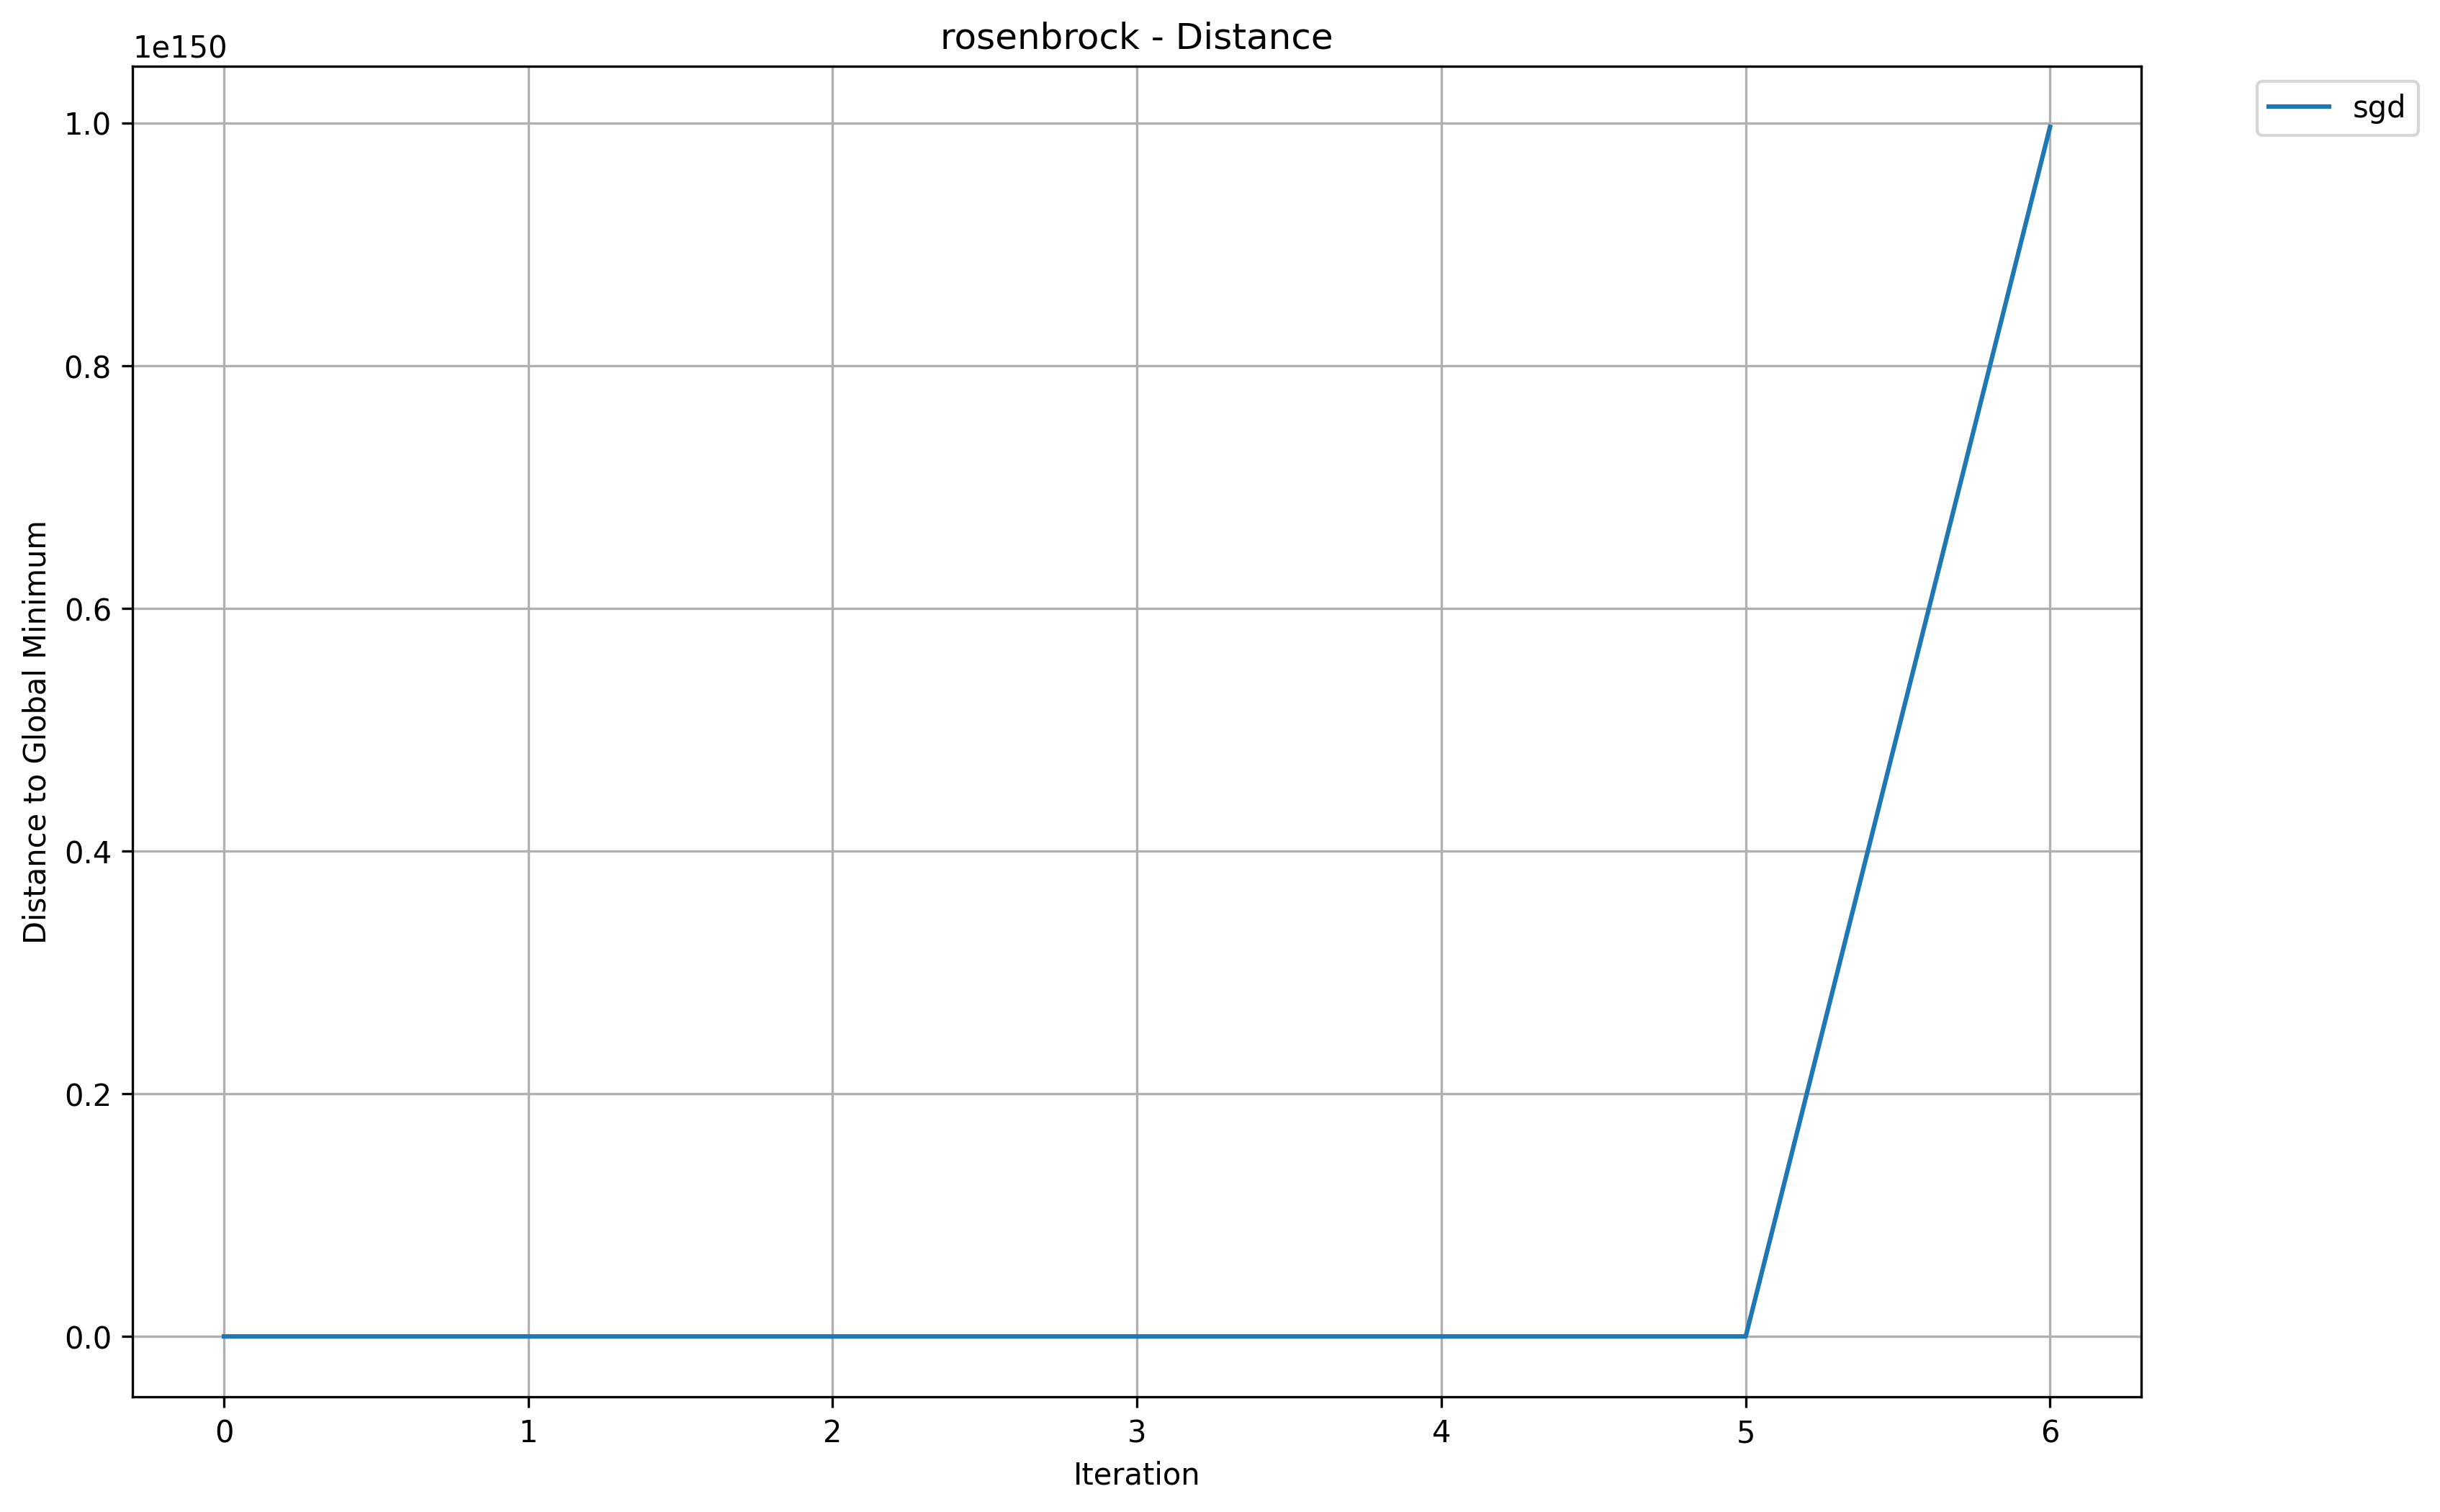 rosenbrock - Distance
1e150
sgd
1.0
0.8
0.6
0.4
0.2
0.0
Distance to Global Minimum
0 1 2 3 4 5 6
Iteration